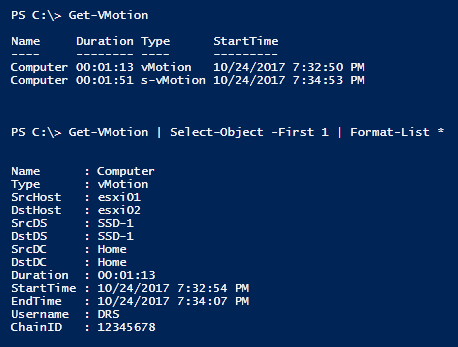 PS C:\> Get-VMotion
Name     Duration Type      StartTime
----     -------- ----      ---------
Computer 00:01:13 vMotion   10/24/2017 7:32:50 PM
Computer 00:01:51 s-vMotion 10/24/2017 7:34:53 PM
PS C:\> Get-VMotion | Select-Object -First 1 | Format-List *
Name      : Computer
Type      : vMotion
SrcHost   : esxi01
DstHost   : esxi02
SrcDS     : SSD-1
DstDS     : SSD-1
SrcDC     : Home
DstDC     : Home
Duration  : 00:01:13
StartTime : 10/24/2017 7:32:54 PM
EndTime   : 10/24/2017 7:34:07 PM
Username  : DRS
ChainID   : 12345678